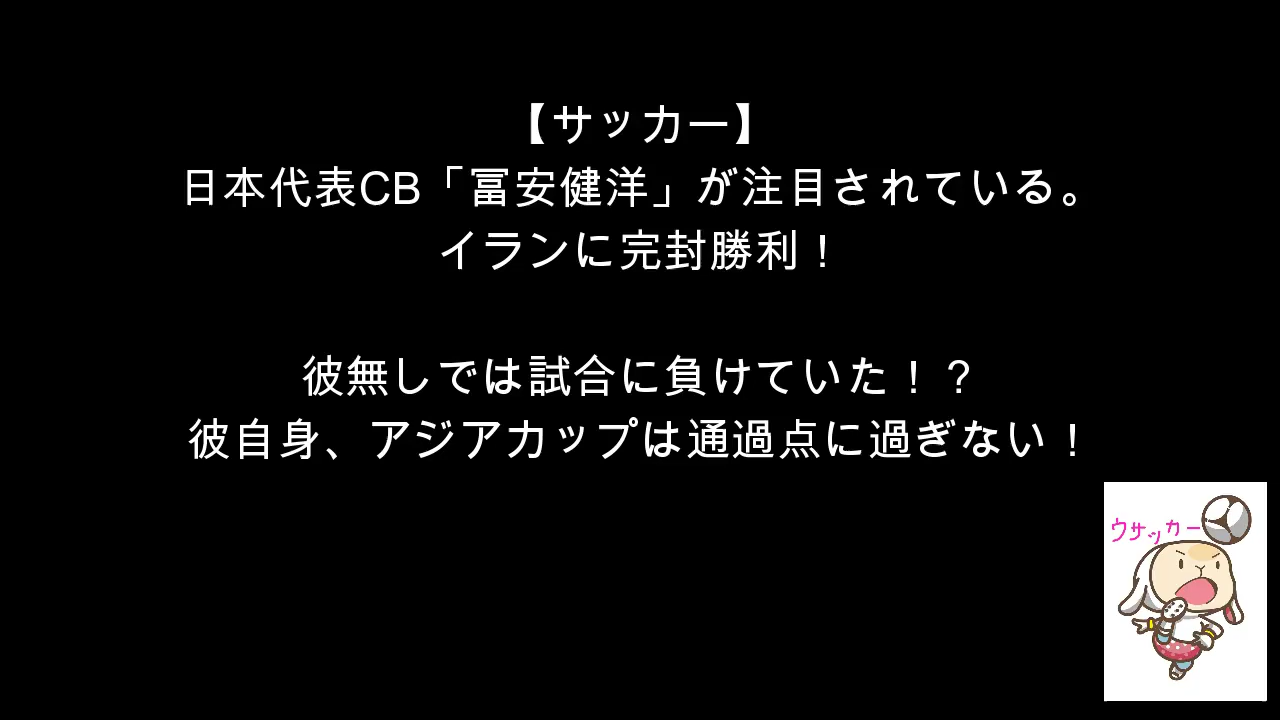 【サッカー】
日本代表CB「冨安健洋」が注目されている。
イランに完封勝利！
彼無しでは試合に負けていた！？
彼自身、アジアカップは通過点に過ぎない！
ウサッカー